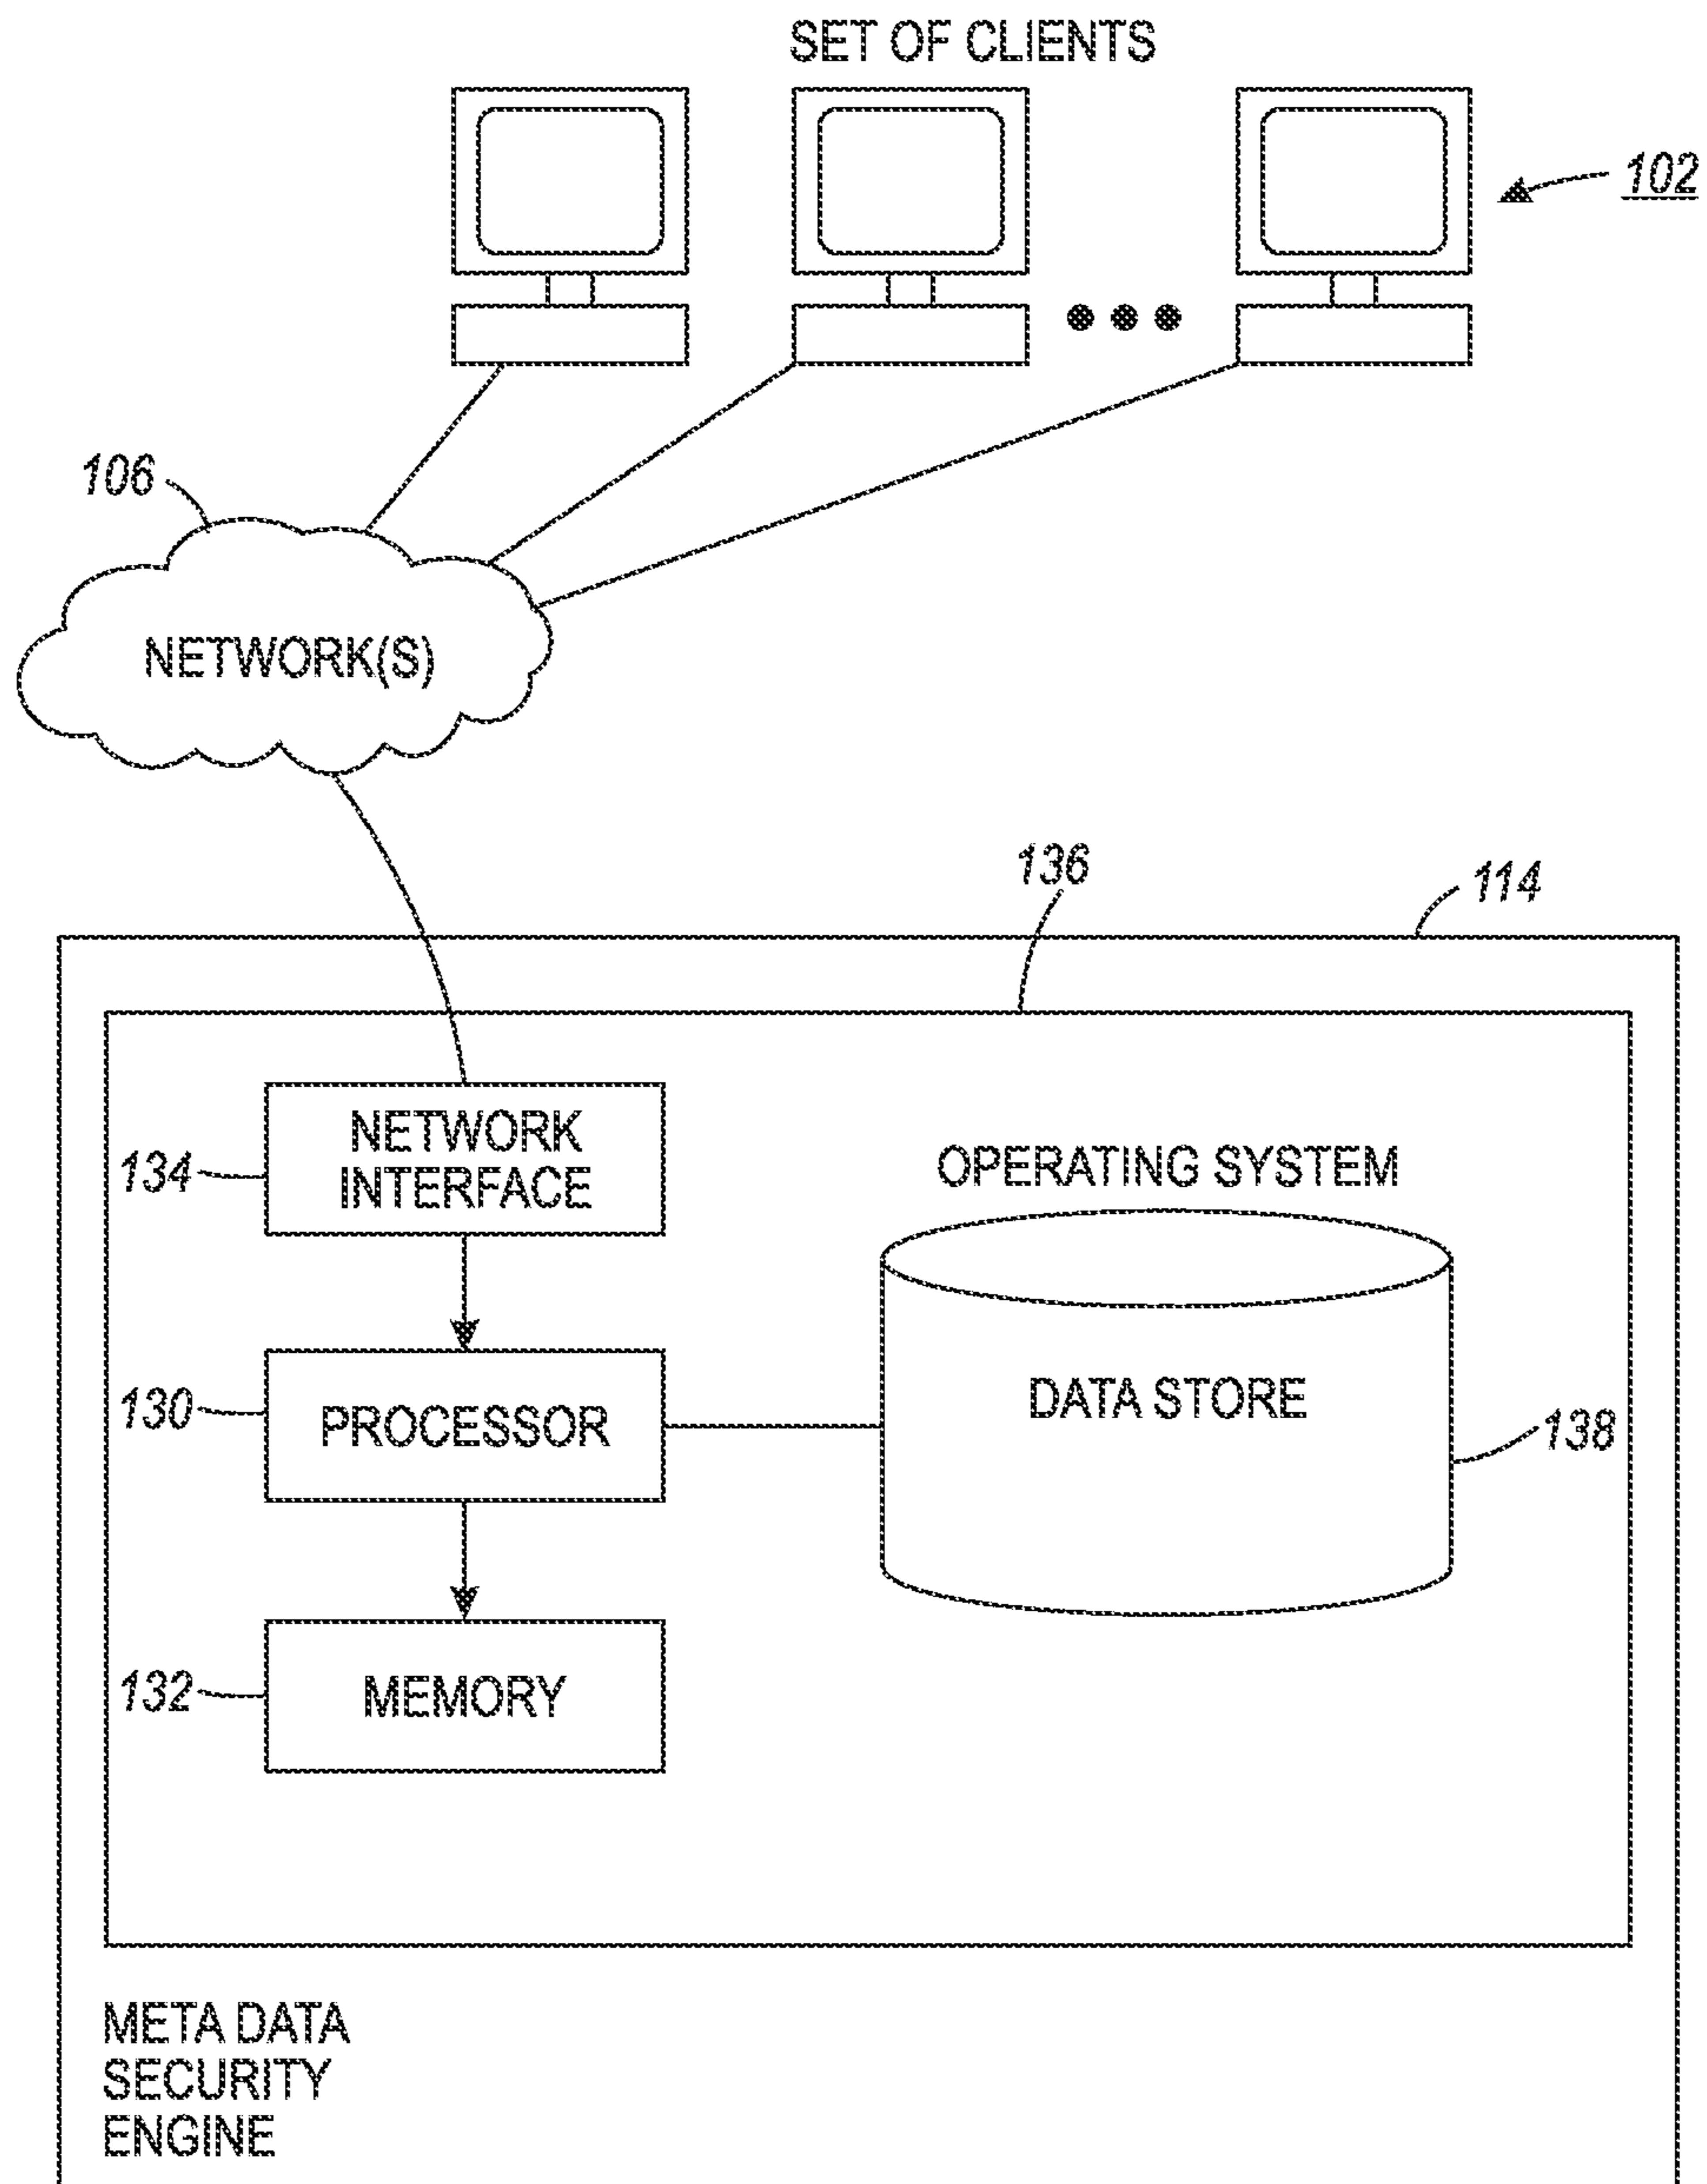 SET OF CLIENTS
102
106
NETWORK(S)
136
114
NETWORK
INTERFACE
134
OPERATING SYSTEM
DATA STORE
130
PROCESSOR
138
132
MEMORY
META DATA
SECURITY
ENGINE